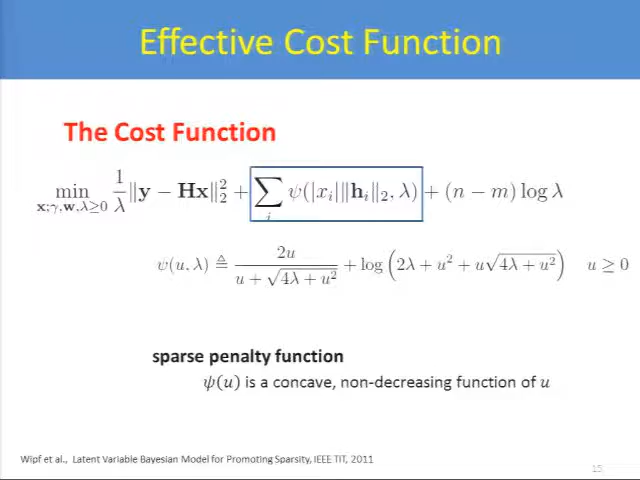 Effective Cost Function
The Cost Function
min_{x;γ,w,λ≥0} 1/λ ‖y − Hx‖₂² + ∑_i ψ(|x_i|‖h_i‖₂, λ) + (n − m) log λ
ψ(u, λ) ≜ 2u / (u + √(4λ + u²)) + log(2λ + u² + u√(4λ + u²)) u ≥ 0
sparse penalty function
ψ(u) is a concave, non-decreasing function of u
Wipf et al., Latent Variable Bayesian Model for Promoting Sparsity, IEEE TIT, 2011
15